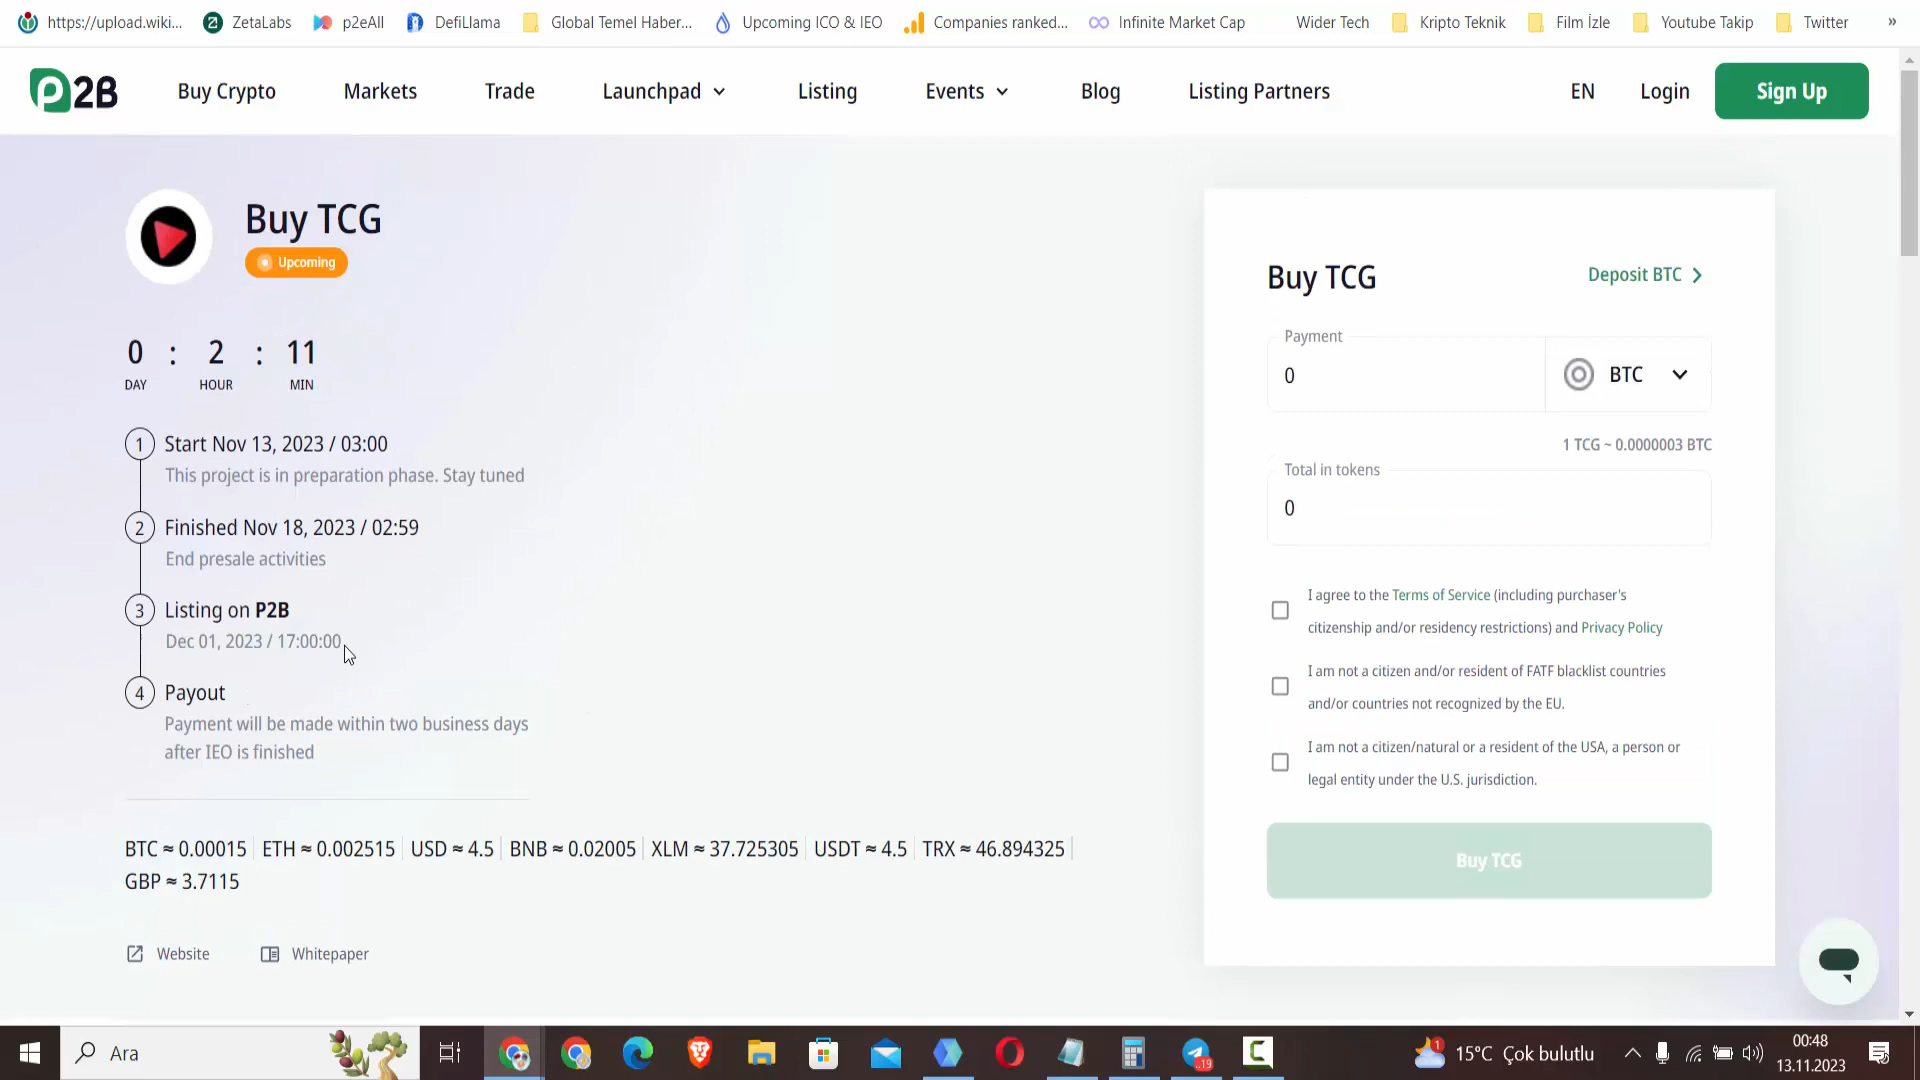 https://upload.wiki... ZetaLabs p2eAll DefiLlama Global Temel Haber... Upcoming ICO & IEO Companies ranked... Infinite Market Cap Wider Tech Kripto Teknik Film İzle Youtube Takip Twitter »
P2B Buy Crypto Markets Trade Launchpad Listing Events Blog Listing Partners EN Login Sign Up
Buy TCG
Upcoming
0 : 2 : 11
DAY HOUR MIN
1 Start Nov 13, 2023 / 03:00
This project is in preparation phase. Stay tuned
2 Finished Nov 18, 2023 / 02:59
End presale activities
3 Listing on P2B
Dec 01, 2023 / 17:00:00
4 Payout
Payment will be made within two business days
after IEO is finished
BTC ≈ 0.00015 ETH ≈ 0.002515 USD ≈ 4.5 BNB ≈ 0.02005 XLM ≈ 37.725305 USDT ≈ 4.5 TRX ≈ 46.894325
GBP ≈ 3.7115
Website Whitepaper
Buy TCG Deposit BTC
Payment
0 BTC
1 TCG ~ 0.0000003 BTC
Total in tokens
0
I agree to the Terms of Service (including purchaser's
citizenship and/or residency restrictions) and Privacy Policy
I am not a citizen and/or resident of FATF blacklist countries
and/or countries not recognized by the EU.
I am not a citizen/natural or a resident of the USA, a person or
legal entity under the U.S. jurisdiction.
Buy TCG
Ara 19 1 15°C Çok bulutlu 00:48
13.11.2023